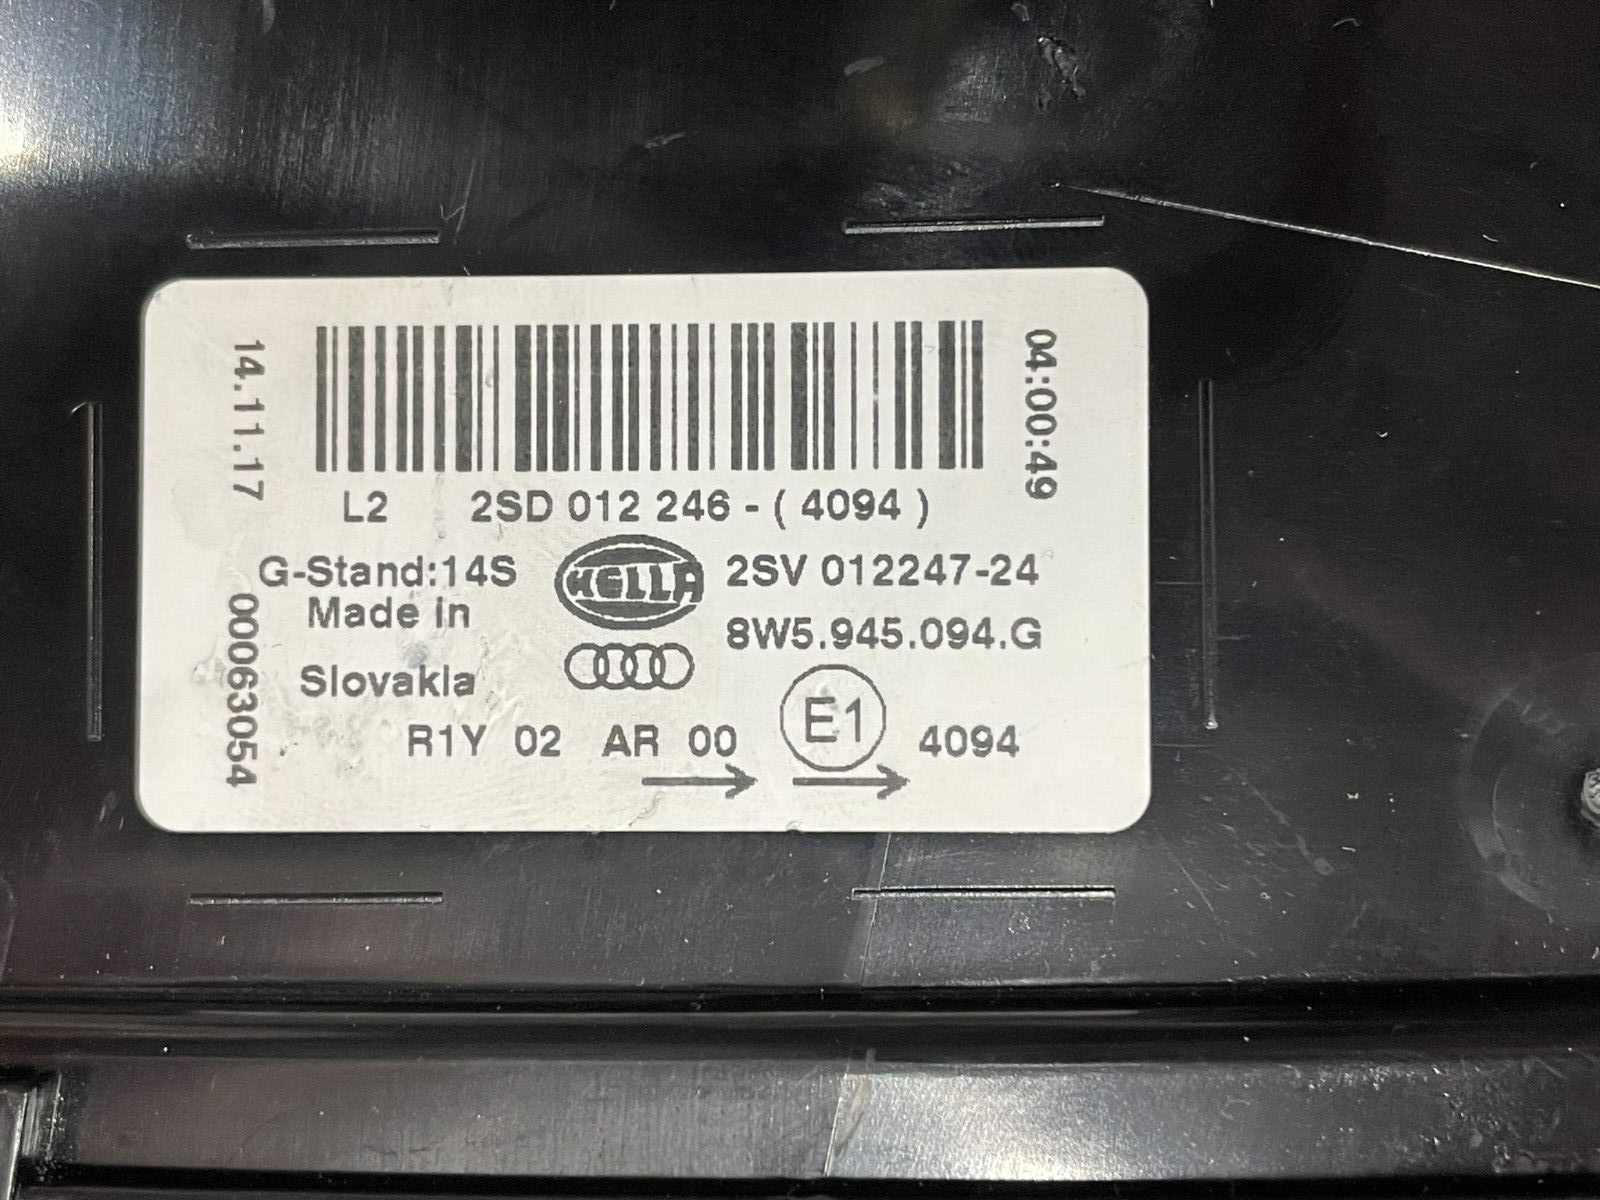 14.11.17
04:00:49
L2 2SD 012 246 - ( 4094 )
G-Stand:14S
HELLA
2SV 012247-24
Made in
8W5.945.094.G
Slovakia
00063054
R1Y 02 AR 00 E1 4094